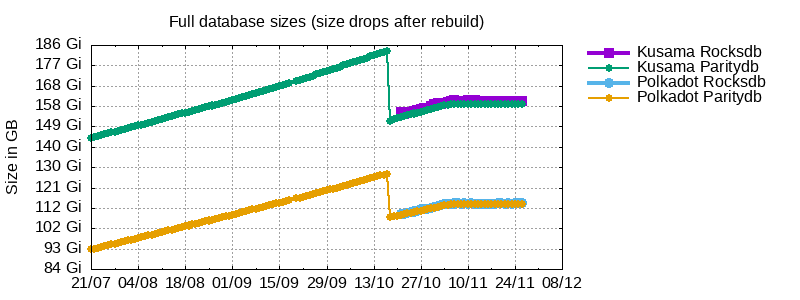 Full database sizes (size drops after rebuild)
186 Gi
177 Gi
168 Gi
158 Gi
149 Gi
140 Gi
130 Gi
121 Gi
112 Gi
102 Gi
93 Gi
84 Gi
Size in GB
21/07 04/08 18/08 01/09 15/09 29/09 13/10 27/10 10/11 24/11 08/12
Kusama Rocksdb
Kusama Paritydb
Polkadot Rocksdb
Polkadot Paritydb